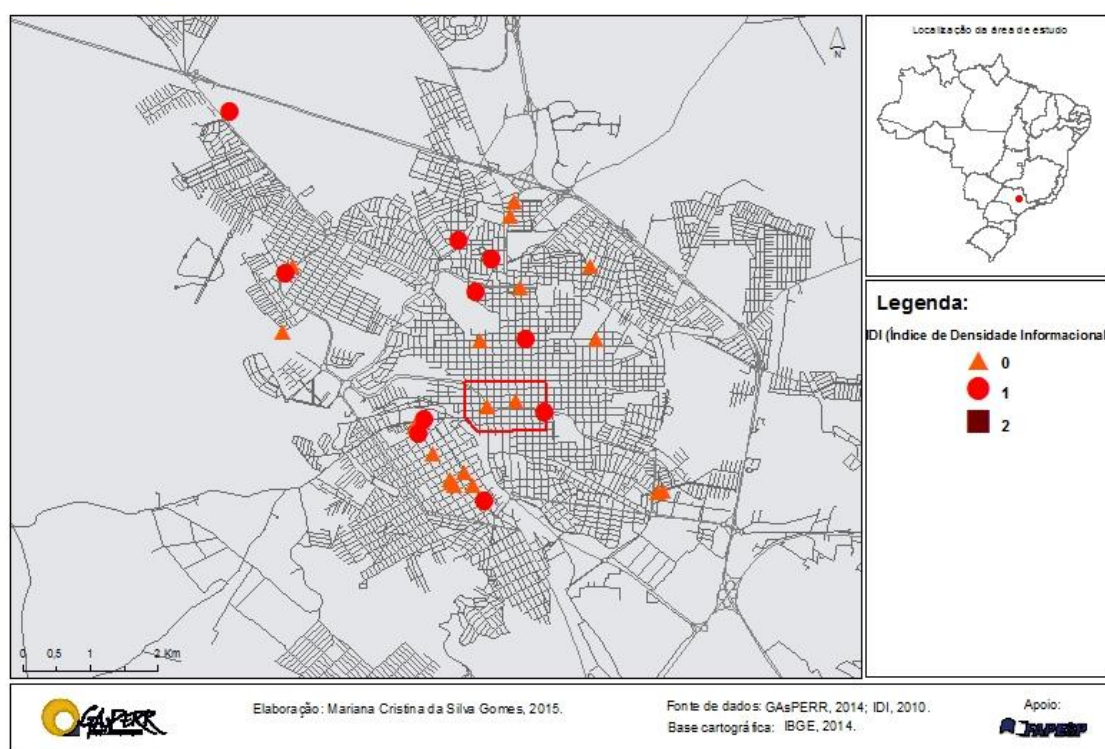 N
Localização da área de estudo
Legenda:
IDI (Índice de Densidade Informacional
0
1
2
0 0,5 1 2 Km
GAsPERR
Elaboração: Mariana Cristina da Silva Gomes, 2015.
Fonte de dados: GAsPERR, 2014; IDI, 2010.
Base cartográfica: IBGE, 2014.
Apoio:
FAPESP